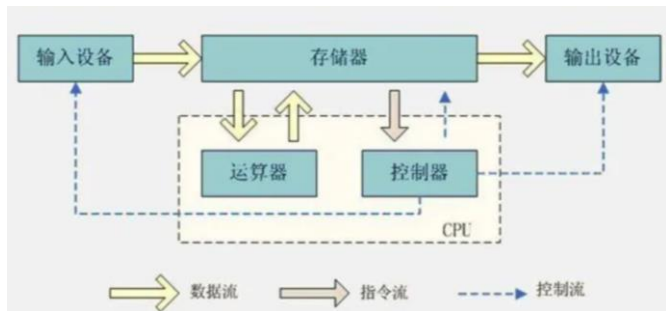 输入设备
存储器
输出设备
运算器
控制器
CPU
数据流
指令流
控制流